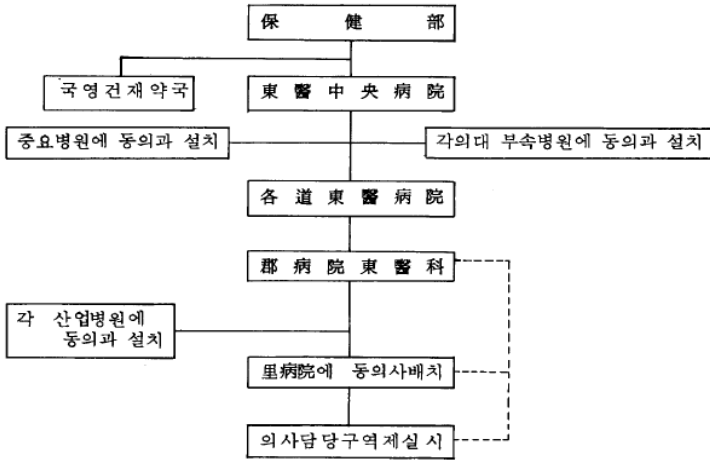 保健部
국영건재약국
東醫中央病院
중요병원에 동의과 설치
각의대 부속병원에 동의과 설치
各道東醫病院
郡病院東醫科
각 산업병원에
동의과 설치
里病院에 동의사배치
의사담당구역제실시